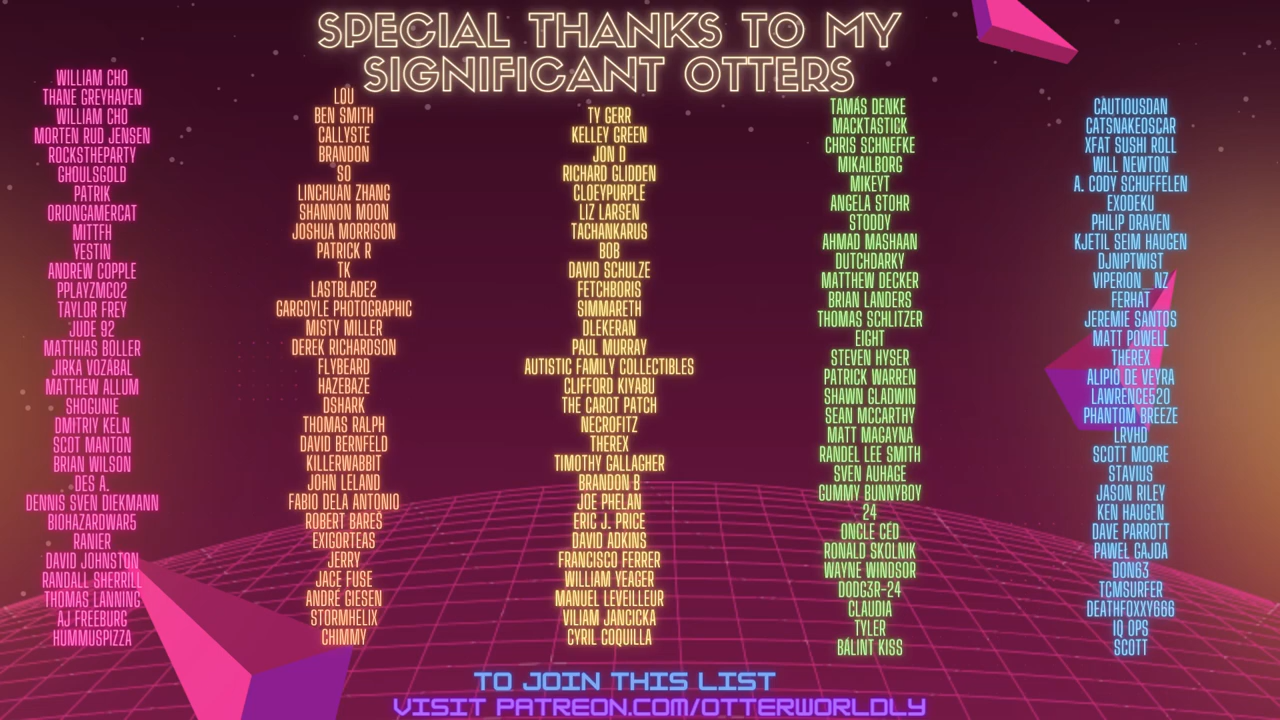 SPECIAL THANKS TO MY
SIGNIFICANT OTTERS
WILLIAM CHO
THANE GREYHAVEN
WILLIAM CHO
MORTEN RUD JENSEN
ROCKSTHEPARTY
GHOULSGOLD
PATRIK
ORIONGAMERCAT
MITTFH
YESTIN
ANDREW COPPLE
PPLAYZMC02
TAYLOR FREY
JUDE 92
MATTHIAS BÖLLER
JIRKA VOZÁBAL
MATTHEW ALLUM
SHOGUNIE
DMITRIY KELN
SCOT MANTON
BRIAN WILSON
DES A.
DENNIS SVEN DIEKMANN
BIOHAZARDWAR5
RANIER
DAVID JOHNSTON
RANDALL SHERRILL
THOMAS LANNING
AJ FREEBURG
HUMMUSPIZZA
LOU
BEN SMITH
CALLYSTE
BRANDON
SO
LINCHUAN ZHANG
SHANNON MOON
JOSHUA MORRISON
PATRICK R
TK
LASTBLADE2
GARGOYLE PHOTOGRAPHIC
MISTY MILLER
DEREK RICHARDSON
FLYBEARD
HAZEBAZE
DSHARK
THOMAS RALPH
DAVID BERNFELD
KILLERWABBIT
JOHN LELAND
FABIO DELA ANTONIO
ROBERT BAREŠ
EXIGORTEAS
JERRY
JACE FUSE
ANDRÉ GIESEN
STORMHELIX
CHIMMY
TY GERR
KELLEY GREEN
JON D
RICHARD GLIDDEN
CLOEYPURPLE
LIZ LARSEN
TACHANKARUS
BOB
DAVID SCHULZE
FETCHBORIS
SIMMARETH
DLEKERAN
PAUL MURRAY
AUTISTIC FAMILY COLLECTIBLES
CLIFFORD KIYABU
THE CAROT PATCH
NECROFITZ
THEREX
TIMOTHY GALLAGHER
BRANDON B
JOE PHELAN
ERIC J. PRICE
DAVID ADKINS
FRANCISCO FERRER
WILLIAM YEAGER
MANUEL LEVEILLEUR
VILIAM JANCICKA
CYRIL COQUILLA
TAMÁS DENKE
MACKTASTICK
CHRIS SCHNEFKE
MIKAILBORG
MIKEYT
ANGELA STOHR
STODDY
AHMAD MASHAAN
DUTCHDARKY
MATTHEW DECKER
BRIAN LANDERS
THOMAS SCHLITZER
EIGHT
STEVEN HYSER
PATRICK WARREN
SHAWN GLADWIN
SEAN MCCARTHY
MATT MAGAYNA
RANDEL LEE SMITH
SVEN AUHAGE
GUMMY BUNNYBOY
24
ONCLE CED
RONALD SKOLNIK
WAYNE WINDSOR
DODG3R-24
CLAUDIA
TYLER
BÁLINT KISS
CÀUTIOUSDAN
CATSNAKEOSCAR
XFAT SUSHI ROLL
WILL NEWTON
A. CODY SCHUFFELEN
EXODEKU
PHILIP DRAVEN
KJETIL SEIM HAUGEN
DJNIPTWIST
VIPERION_NZ
FERHAT
JEREMIE SANTOS
MATT POWELL
THEREX
ALIPIO DE VEYRA
LAWRENCE520
PHANTOM BREEZE
LRVHD
SCOTT MOORE
STAVIUS
JASON RILEY
KEN HAUGEN
DAVE PARROTT
PAWEL GAJDA
DON63
TCMSURFER
DEATHFOXXY666
IQ OPS
SCOTT
TO JOIN THIS LIST
VISIT PATREON.COM/OTTERWORLDLY